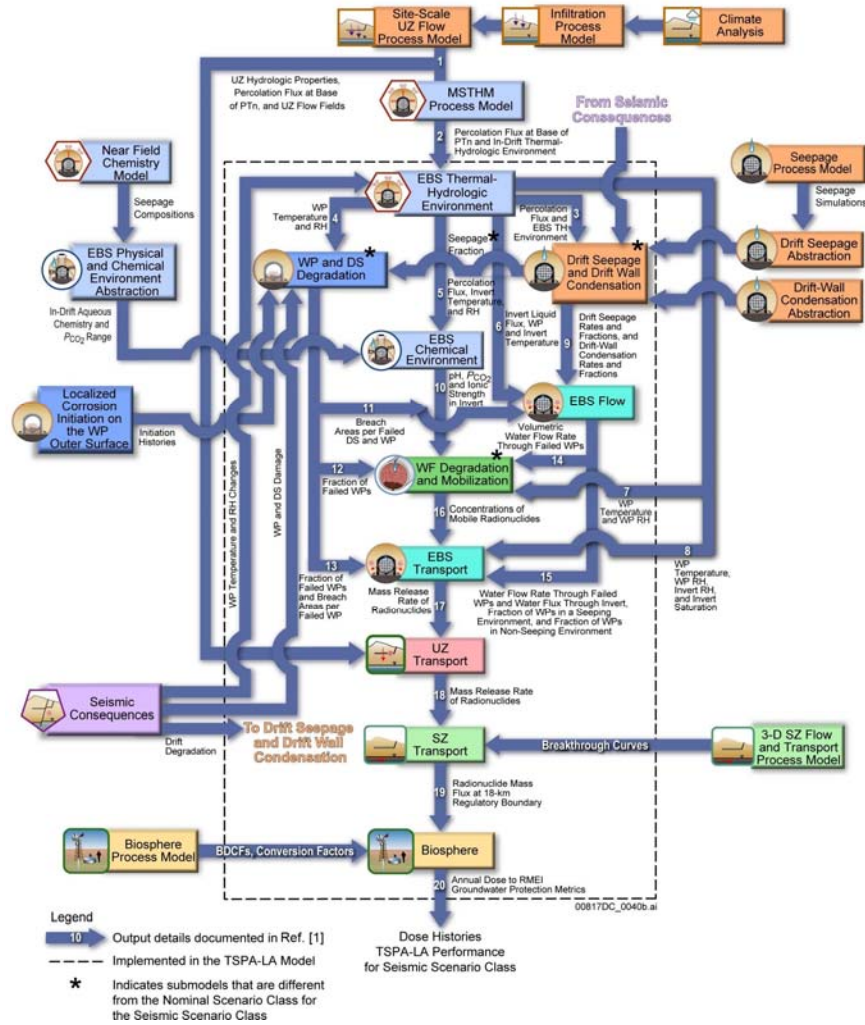 Site-Scale
UZ Flow
Process Model
Infiltration
Process Model
Climate
Analysis
1
UZ Hydrologic Properties,
Percolation Flux at Base
of PTn, and UZ Flow Fields
MSTHM
Process Model
From Seismic
Consequences
2
Percolation Flux at Base of
PTn and In-Drift Thermal-
Hydrologic Environment
Near Field
Chemistry
Model
Seepage
Process Model
Seepage
Compositions
EBS Thermal-
Hydrologic
Environment
Seepage
Simulations
WP
Temperature
and RH
4
3
Percolation
Flux and
EBS TH
Environment
Seepage
Fraction
*
EBS Physical
and Chemical
Environment
Abstraction
WP and DS
Degradation
*
Drift Seepage
and Drift Wall
Condensation
*
Drift Seepage
Abstraction
Drift-Wall
Condensation
Abstraction
5
Percolation
Flux, Invert
Temperature,
and RH
6
Invert Liquid
Flux, WP
and Invert
Temperature
9
Drift Seepage
Rates and
Fractions, and
Drift-Wall
Condensation
Rates and
Fractions
In-Drift Aqueous
Chemistry and
PCO2 Range
EBS
Chemical
Environment
10
pH, PCO2
and Ionic
Strength
in Invert
Localized
Corrosion
Initiation on
the WP
Outer Surface
Initiation
Histories
11
Breach
Areas per Failed
DS and WP
EBS Flow
Volumetric
Water Flow Rate
Through Failed WPs
14
12
Fraction of
Failed WPs
WF Degradation
and Mobilization
*
7
WP
Temperature
and WP RH
16
Concentrations of
Mobile Radionuclides
WP Temperature and RH Changes
WP and DS Damage
8
WP
Temperature,
WP RH,
Invert RH,
and Invert
Saturation
13
Fraction of
Failed WPs
and Breach
Areas per
Failed WP
EBS
Transport
15
Mass Release
Rate of
Radionuclides
17
Water Flow Rate Through Failed
WPs and Water Flux Through Invert,
Fraction of WPs in a Seeping
Environment, and Fraction of WPs
in Non-Seeping Environment
UZ
Transport
18
Mass Release Rate
of Radionuclides
Seismic
Consequences
Drift
Degradation
To Drift Seepage
and Drift Wall
Condensation
SZ
Transport
Breakthrough Curves
3-D SZ Flow
and Transport
Process Model
19
Radionuclide Mass
Flux at 18-km
Regulatory Boundary
Biosphere
Process Model
BDCFs, Conversion Factors
Biosphere
20
Annual Dose to RMEI
Groundwater Protection Metrics
00817DC_0040b.ai
Dose Histories
TSPA-LA Performance
for Seismic Scenario Class
Legend
10 Output details documented in Ref. [1]
Implemented in the TSPA-LA Model
* Indicates submodels that are different
from the Nominal Scenario Class for
the Seismic Scenario Class